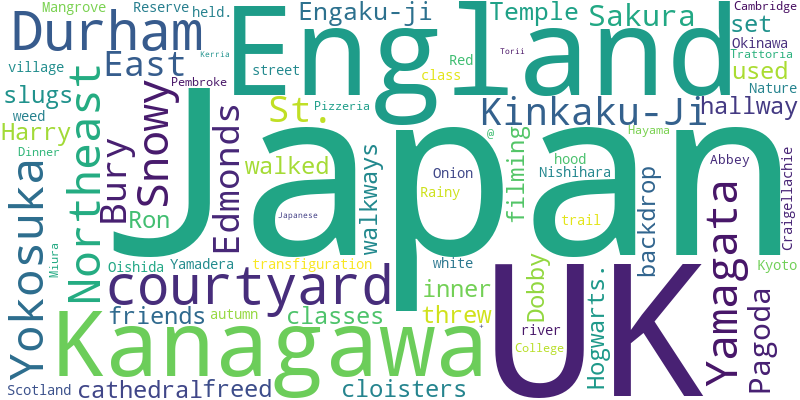 Mangrove
Reserve
held.
Engaku-ji
Temple
Sakura
Cambridge
set
Durham
England
Okinawa
Kerria
Torii
Trattoria
village
East
street
Red
class
used
Nature
slugs
Northeast
Snowy
Pembroke
St.
Pizzeria
Kinkaku-Ji
hallway
weed
Harry
Bury
Edmonds
Japan
@
Hayama
Dinner
walked
walkways
Onion
filming
hood
Nishihara
backdrop
Abbey
Craigellachie
Yokosuka
Ron
Japanese
Rainy
trail
Yamagata
Miura
Oishida
Yamadera
transfiguration
white
Kyoto
courtyard
inner
Dobby
UK
Hogwarts.
Pagoda
Kanagawa
friends
autumn
classes
threw
+
river
College
Scotland
cathedral
freed
cloisters